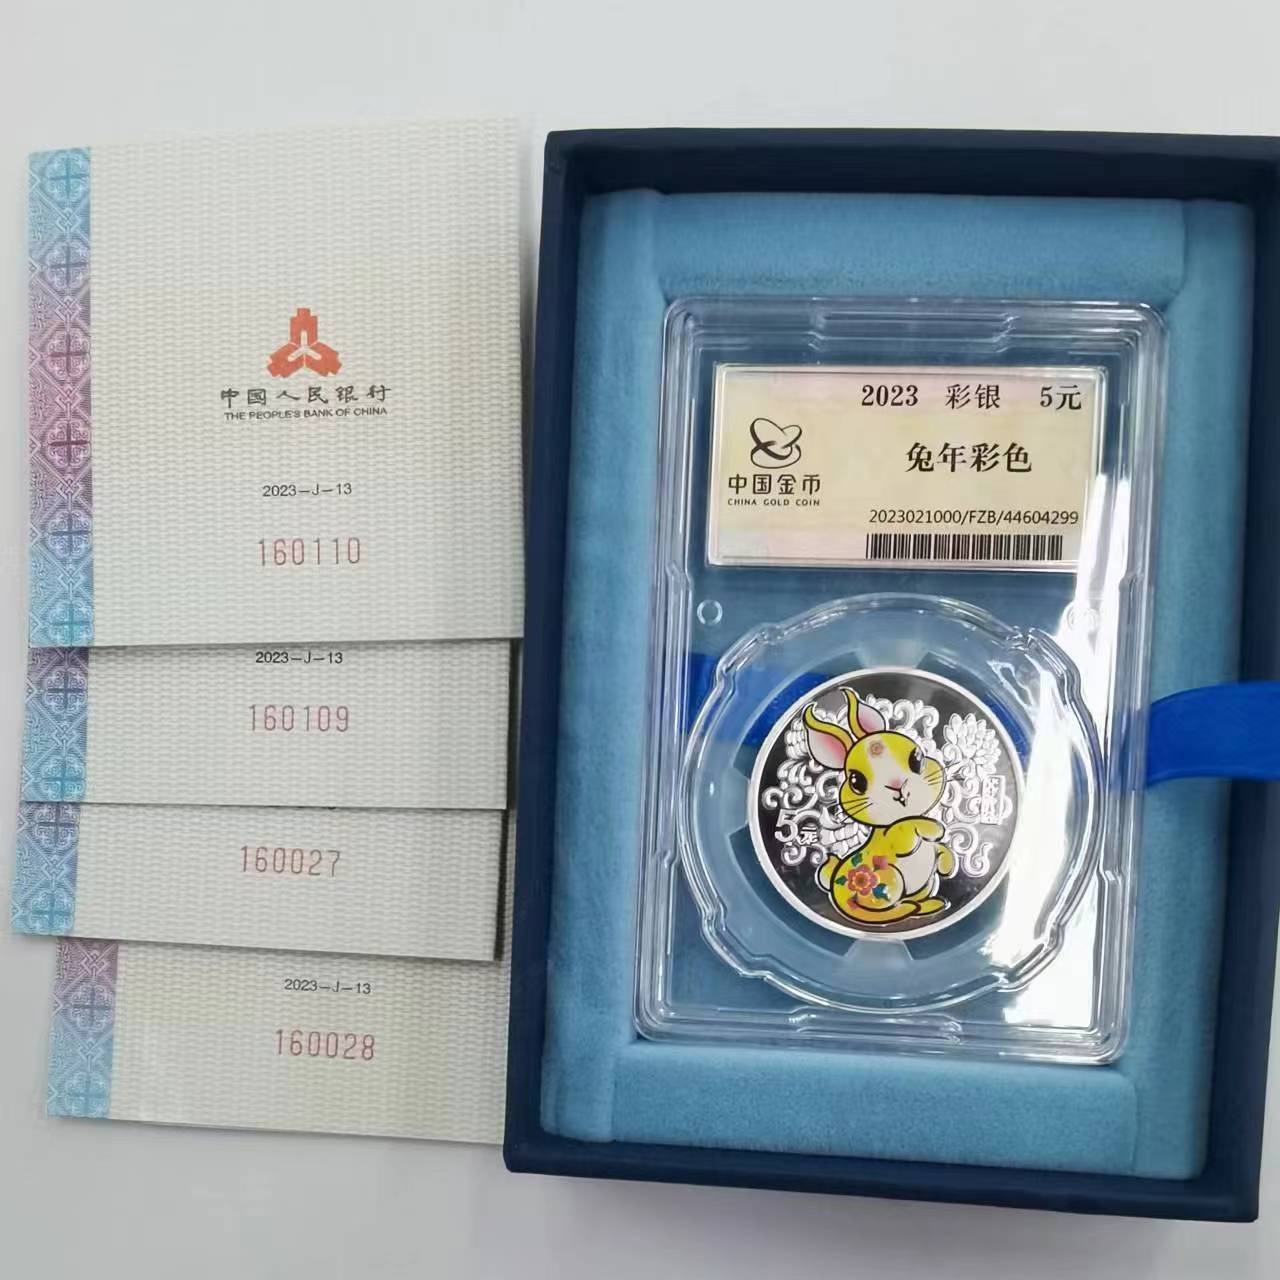 中国人民银行
THE PEOPLE'S BANK OF CHINA
2023-J-13
160110
2023-J-13
160109
160027
2023-J-13
160028
2023 彩银 5元
兔年彩色
中国金币
CHINA GOLD COIN
2023021000/FZB/44604299
5元